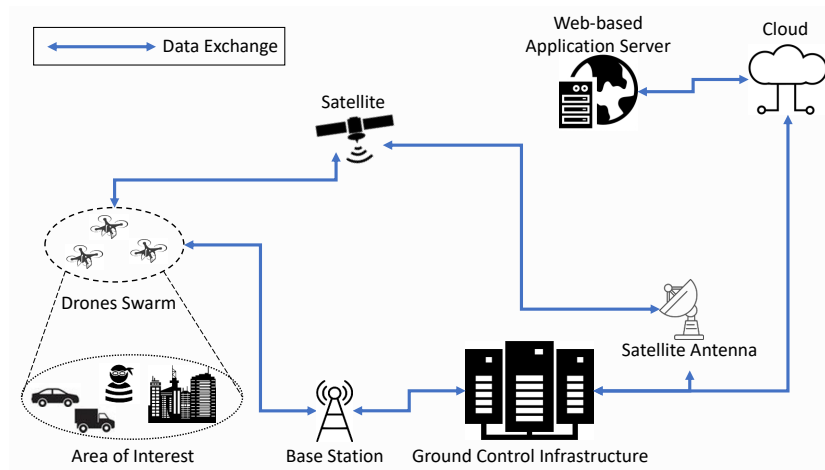 Data Exchange
Web-based
Application Server
Cloud
Satellite
Drones Swarm
Satellite Antenna
Area of Interest
Base Station
Ground Control Infrastructure